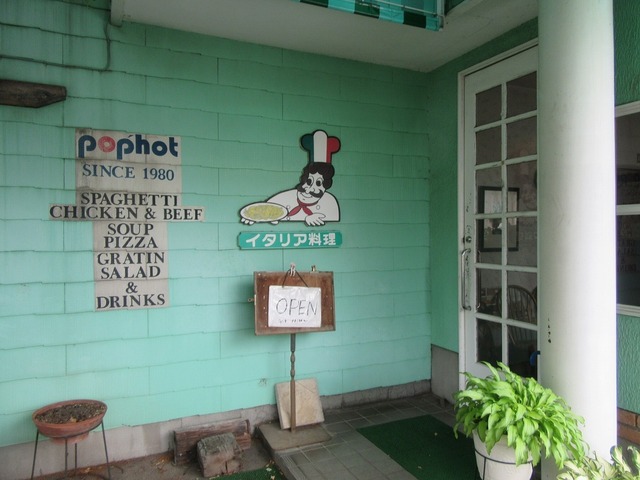 pophot
SINCE 1980
SPAGHETTI
CHICKEN & BEEF
SOUP
PIZZA
GRATIN
SALAD
&
DRINKS
イタリア料理
OPEN